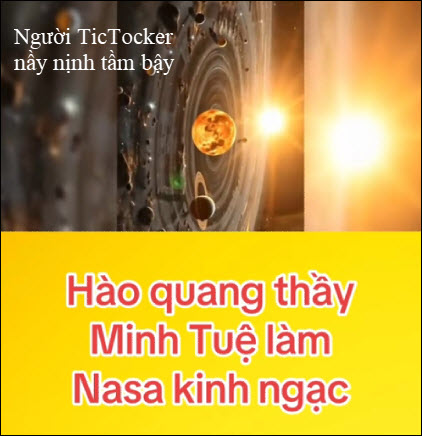 Người TicTocker
nầy nịnh tầm bậy
Hào quang thầy
Minh Tuệ làm
Nasa kinh ngạc